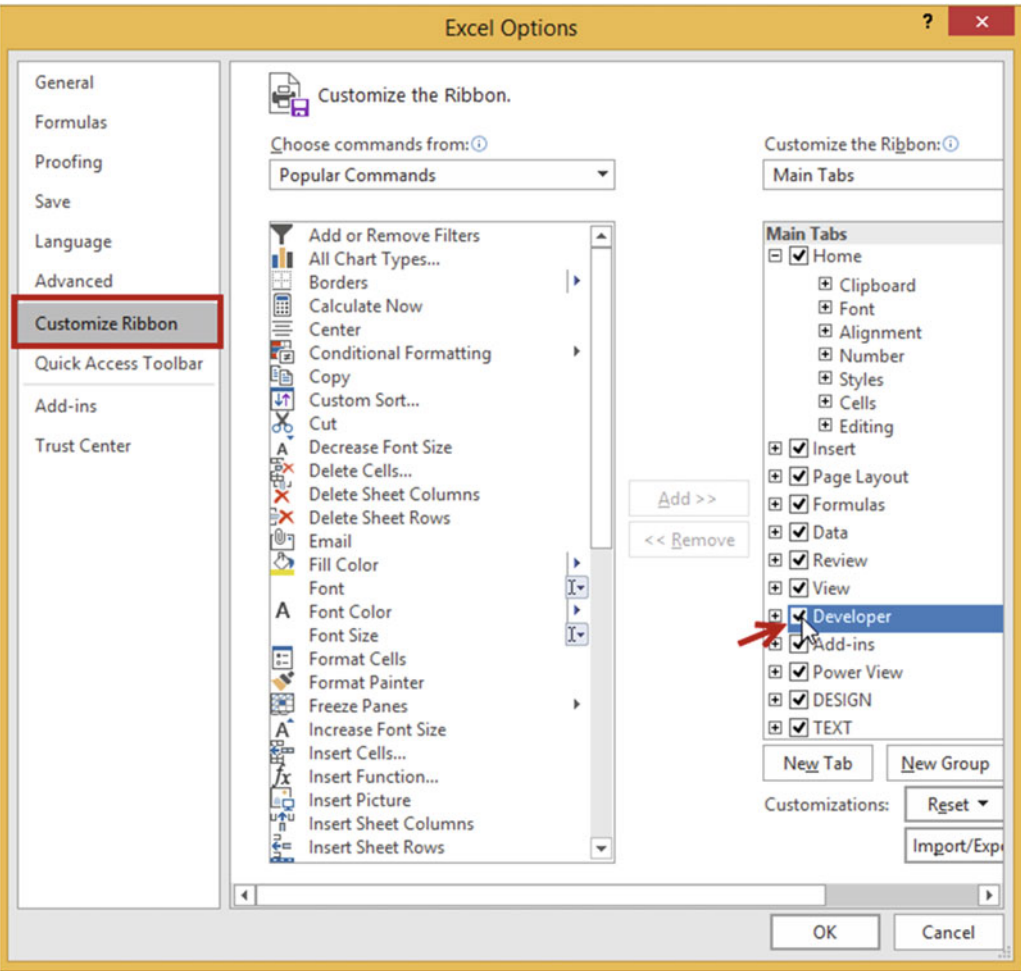 Excel Options
?
General
Formulas
Proofing
Save
Language
Advanced
Customize Ribbon
Quick Access Toolbar
Add-ins
Trust Center
Customize the Ribbon.
Choose commands from:
Popular Commands
Add or Remove Filters
All Chart Types...
Borders
Calculate Now
Center
Conditional Formatting
Copy
Custom Sort...
Cut
Decrease Font Size
Delete Cells...
Delete Sheet Columns
Delete Sheet Rows
Email
Fill Color
Font
Font Color
Font Size
Format Cells
Format Painter
Freeze Panes
Increase Font Size
Insert Cells...
Insert Function...
Insert Picture
Insert Sheet Columns
Insert Sheet Rows
Add >>
<< Remove
Customize the Ribbon:
Main Tabs
Main Tabs
Home
Clipboard
Font
Alignment
Number
Styles
Cells
Editing
Insert
Page Layout
Formulas
Data
Review
View
Developer
Add-ins
Power View
DESIGN
TEXT
New Tab New Group
Customizations: Reset
Import/Exp
OK Cancel